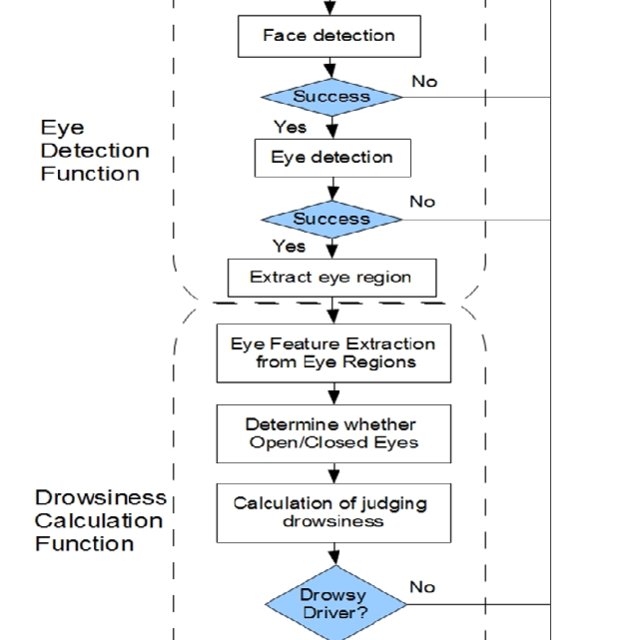 Face detection
No
Success
Yes
Eye
Detection
Function
Eye detection
No
Success
Yes
Extract eye region
Eye Feature Extraction
from Eye Regions
Determine whether
Open/Closed Eyes
Drowsiness
Calculation
Function
Calculation of judging
drowsiness
No
Drowsy
Driver?